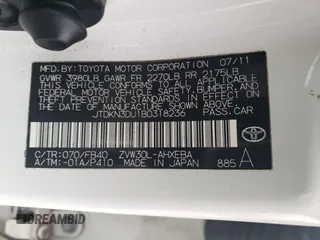 MFD.BY:TOYOTA MOTOR CORPORATION 07/11
GVWR 3980LB GAWR FR 2270LB RR 2175LB
THIS VEHICLE CONFORMS TO ALL APPLICABLE
FEDERAL MOTOR VEHICLE SAFETY, BUMPER, AND
THEFT PREVENTION STANDARDS IN EFFECT ON
THE DATE OF MANUFACTURE SHOWN
ABOVE. PASS.CAR
JTDKN3DU1B0318236
TOYOTA
C/TR:070/FB40 ZVW30L-AHXEBA
A/TM:-01A/P410 MADE IN JAPAN 885 A
DREAMBID